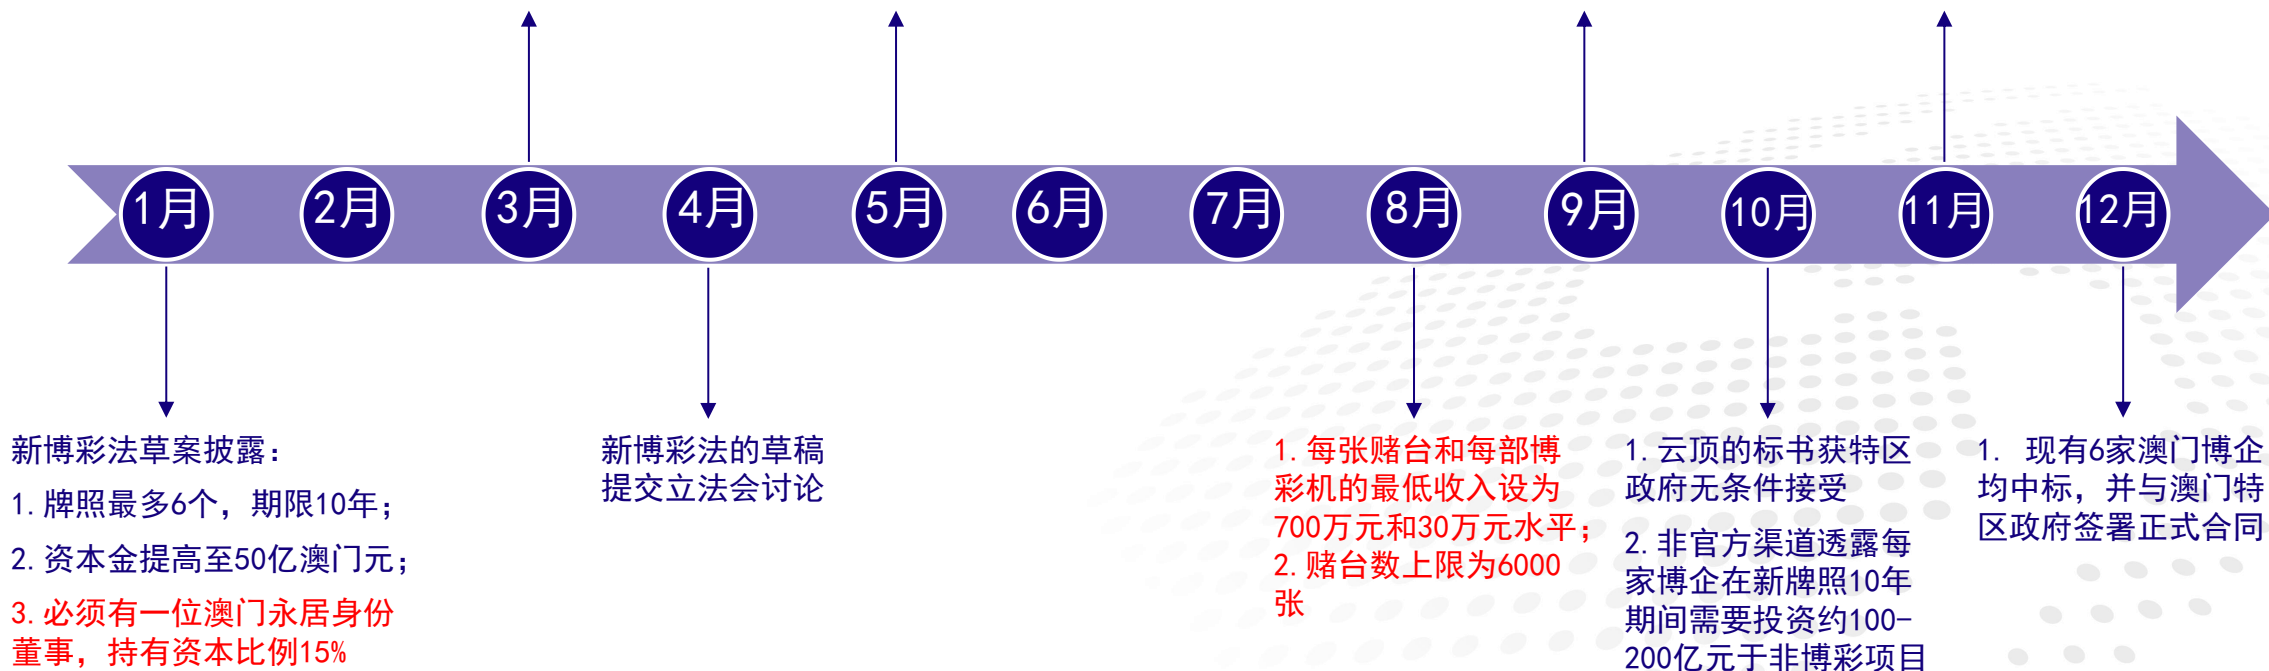 1月
2月
3月
4月
5月
6月
7月
8月
9月
10月
11月
12月
新博彩法草案披露：
1. 牌照最多6个，期限10年；
2. 资本金提高至50亿澳门元；
3. 必须有一位澳门永居身份
董事，持有资本比例15%
新博彩法的草稿
提交立法会讨论
1. 每张赌台和每部博
彩机的最低收入设为
700万元和30万元水平；
2. 赌台数上限为6000
张
1. 云顶的标书获特区
政府无条件接受
2. 非官方渠道透露每
家博企在新牌照10年
期间需要投资约100-
200亿元于非博彩项目
1. 现有6家澳门博企
均中标，并与澳门特
区政府签署正式合同